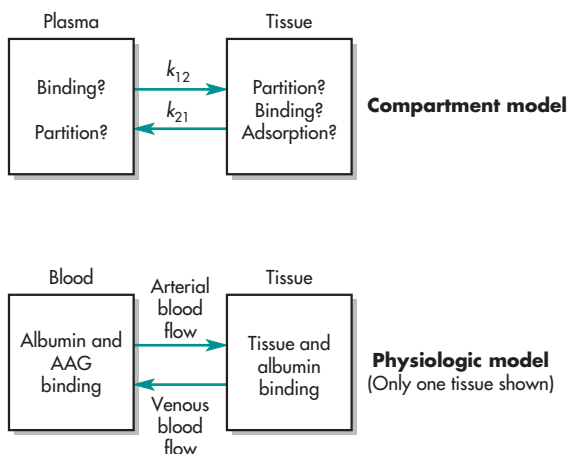 Plasma
Tissue
Binding?
Partition?
k12
k21
Partition?
Binding?
Adsorption?
Compartment model
Blood
Tissue
Albumin and
AAG
binding
Arterial
blood
flow
Venous
blood
flow
Tissue and
albumin
binding
Physiologic model
(Only one tissue shown)